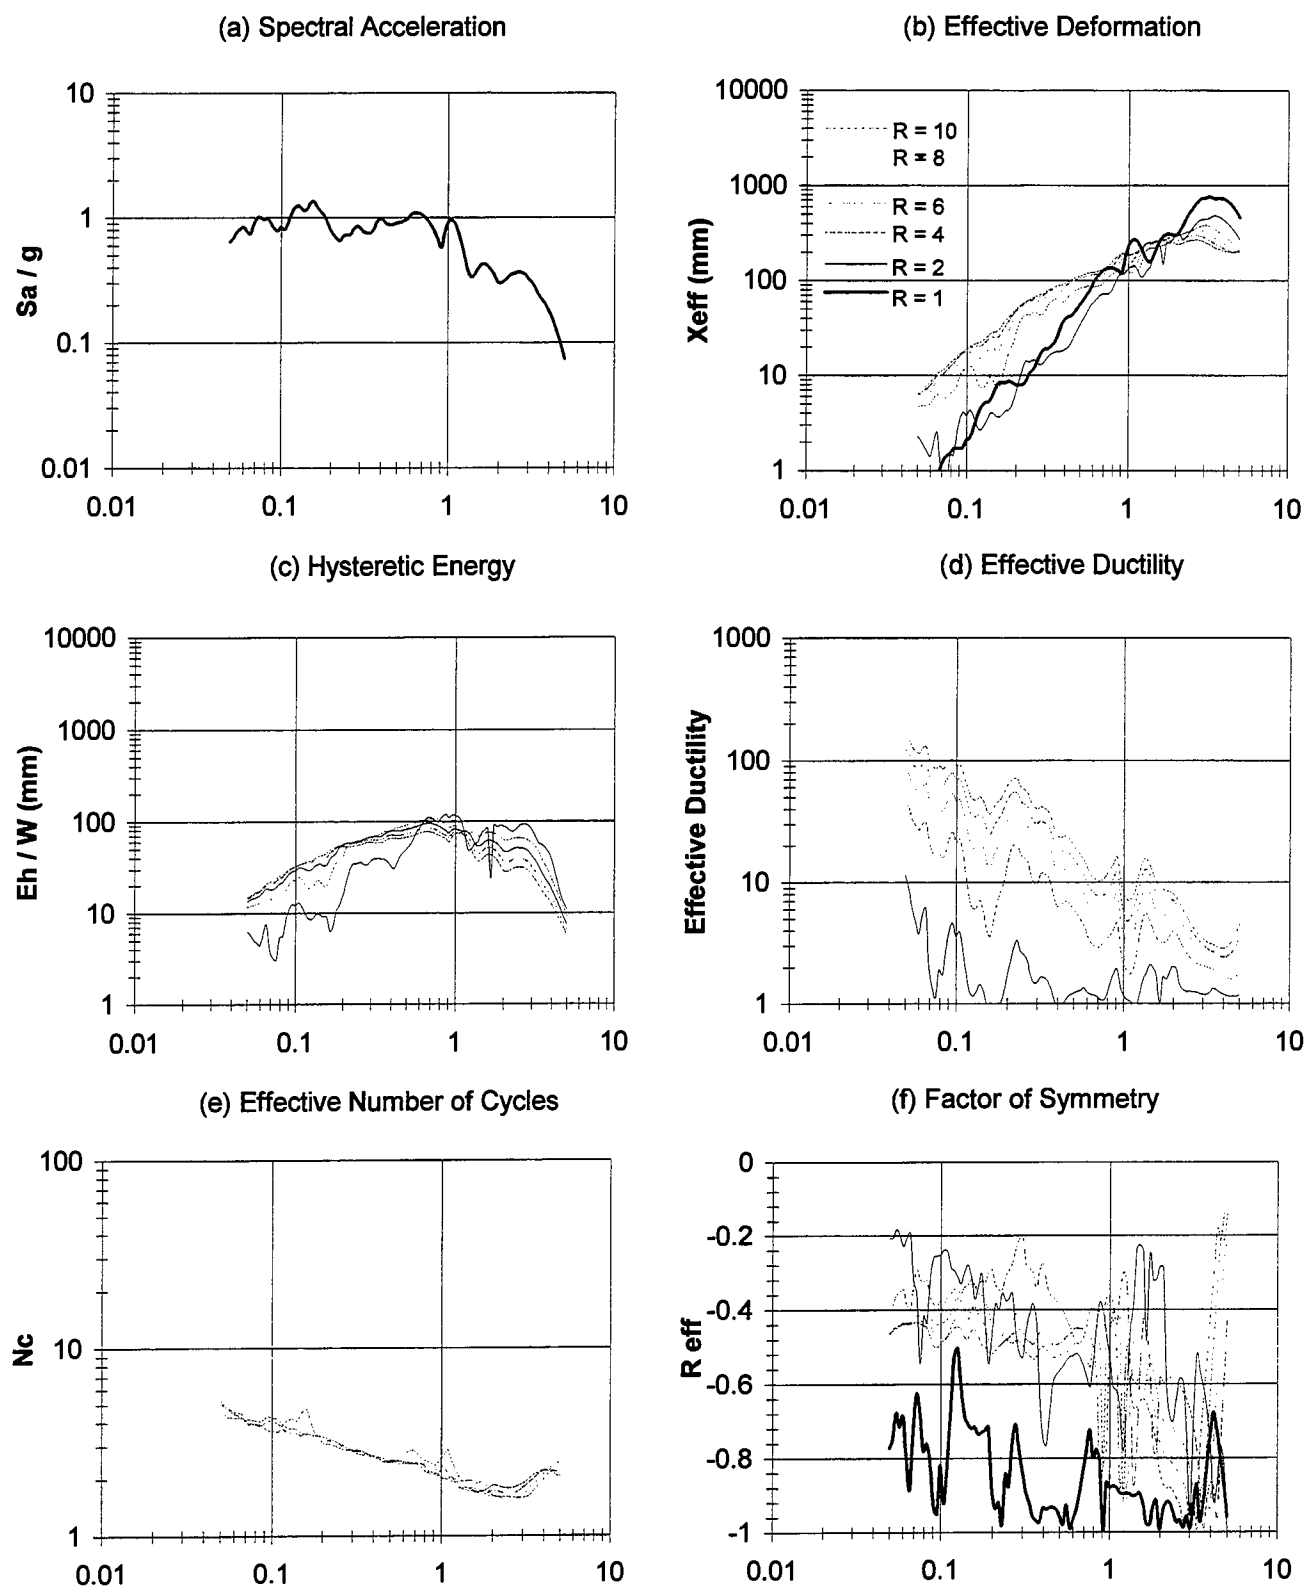 (a) Spectral Acceleration
10
1
0.1
0.01
Sa / g
0.01
0.1
1
10
(b) Effective Deformation
10000
1000
100
10
1
Xeff (mm)
R = 10
R = 8
R = 6
R = 4
R = 2
R = 1
0.01
0.1
1
10
(c) Hysteretic Energy
10000
1000
100
10
1
Eh / W (mm)
0.01
0.1
1
10
(d) Effective Ductility
1000
100
10
1
Effective Ductility
0.01
0.1
1
10
(e) Effective Number of Cycles
100
10
1
Nc
0.01
0.1
1
10
(f) Factor of Symmetry
0
-0.2
-0.4
-0.6
-0.8
-1
R eff
0.01
0.1
1
10